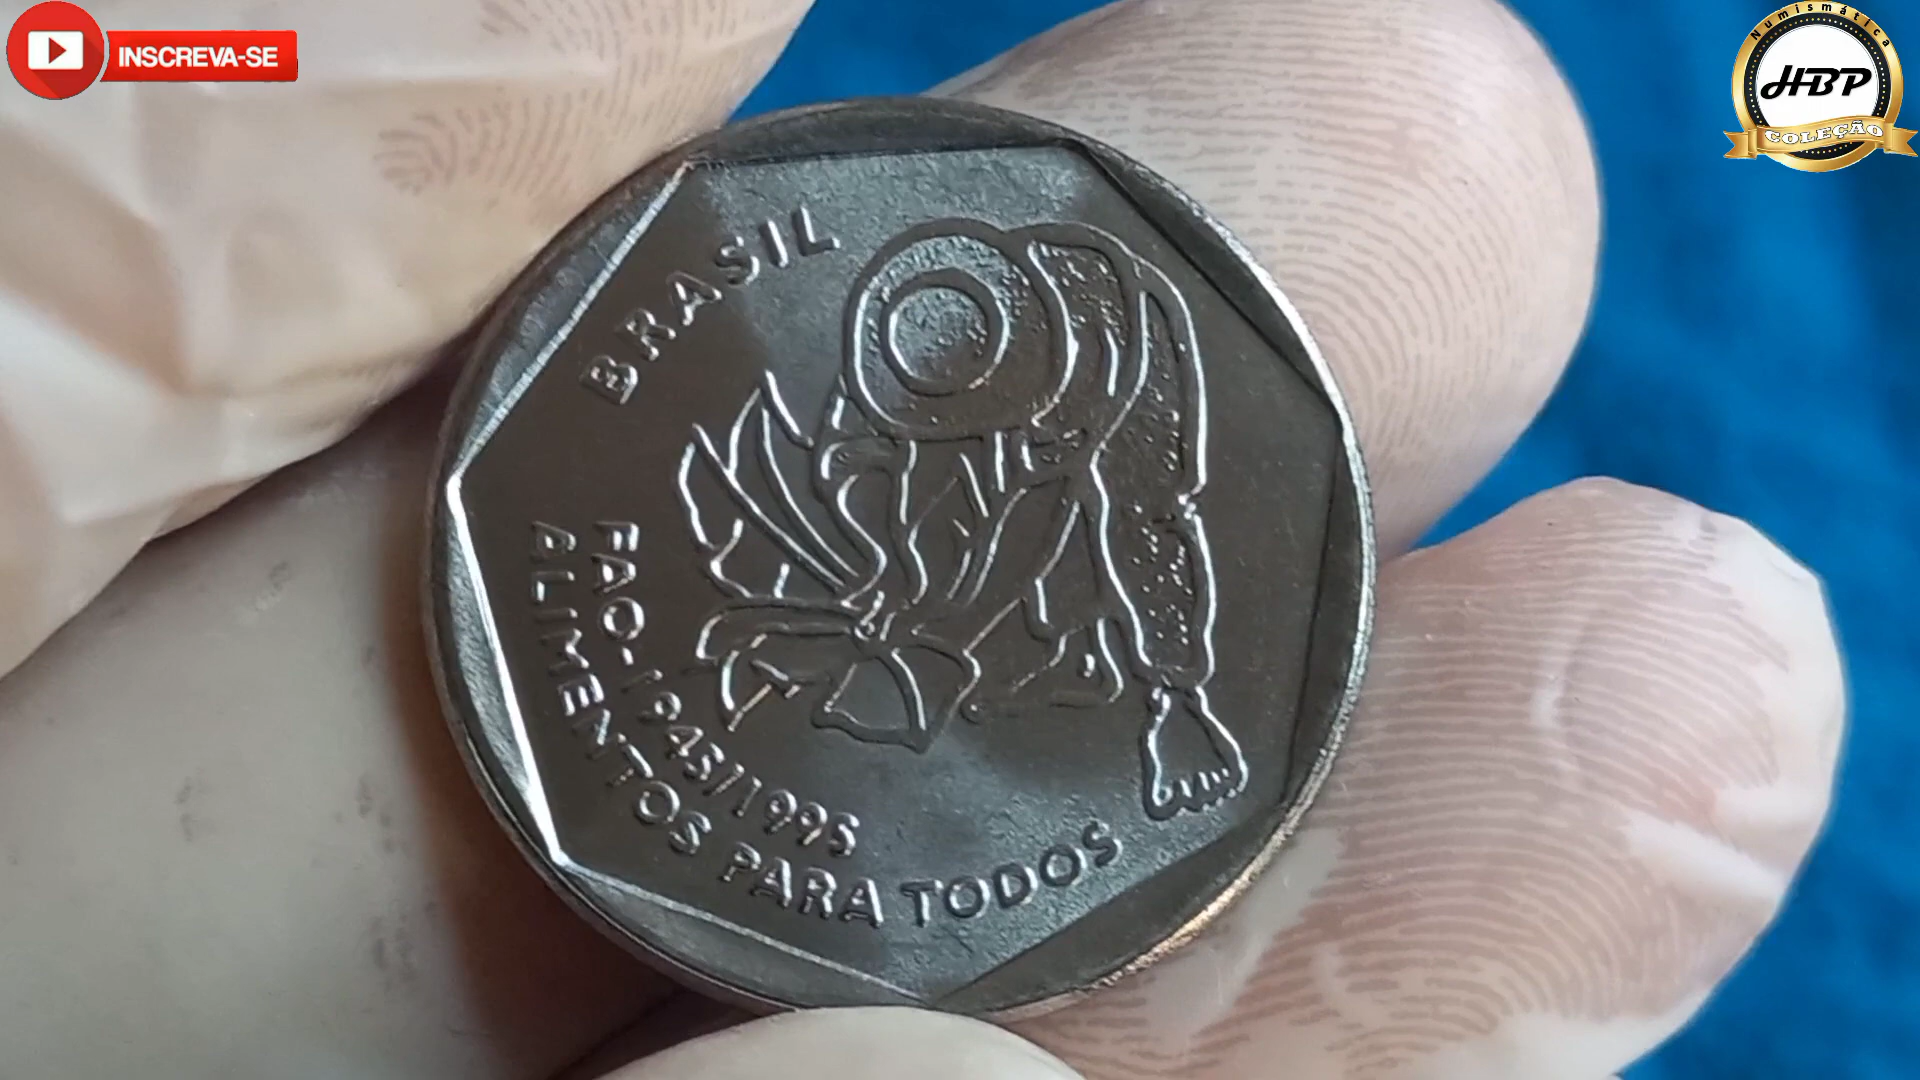 INSCREVA-SE
Numismática
HBP
COLEÇÃO
BRASIL
FAO-1945/1995
ALIMENTOS PARA TODOS